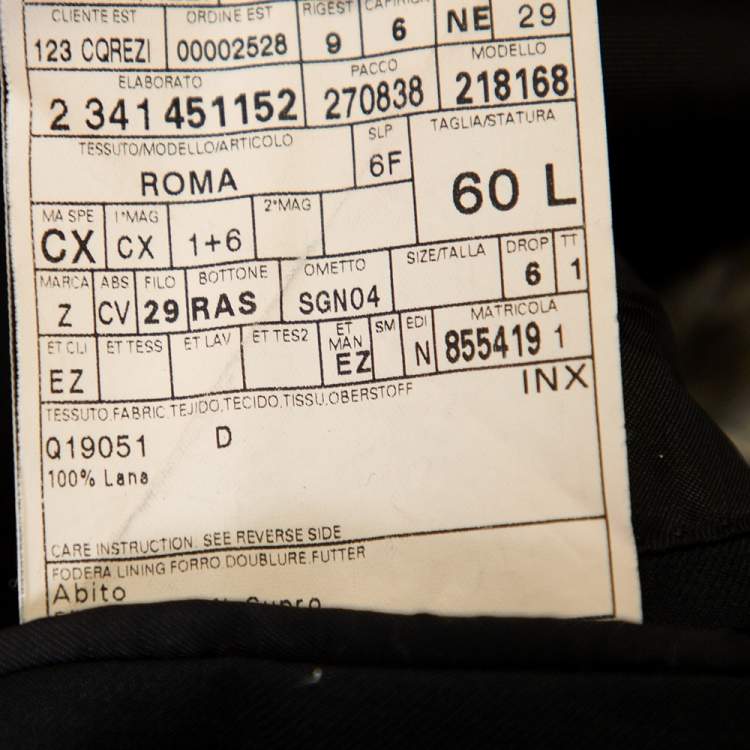 CLIENTE EST ORDINE EST RIGEST
123 CQREZI 00002528 9 6 NE 29
ELABORATO PACCO MODELLO
2 341 451152 270838 218168
TESSUTO/MODELLO/ARTICOLO SLP TAGLIA/STATURA
ROMA 6F 60 L
MA SPE 1°MAG 2°MAG
CX CX 1+6
MARCA ABS FILO BOTTONE OMETTO SIZE/TALLA DROP TT
Z CV 29 RAS SGN04 6 1
ET CLI ET TESS ET LAV ET TES2 ET MAN SM EDI MATRICOLA
EZ EZ N 855419 1
TESSUTO,FABRIC,TEJIDO,TECIDO,TISSU,OBERSTOFF INX
Q19051 D
100% Lana
CARE INSTRUCTION SEE REVERSE SIDE
FODERA,LINING FORRO,DOUBLURE,FUTTER
Abito